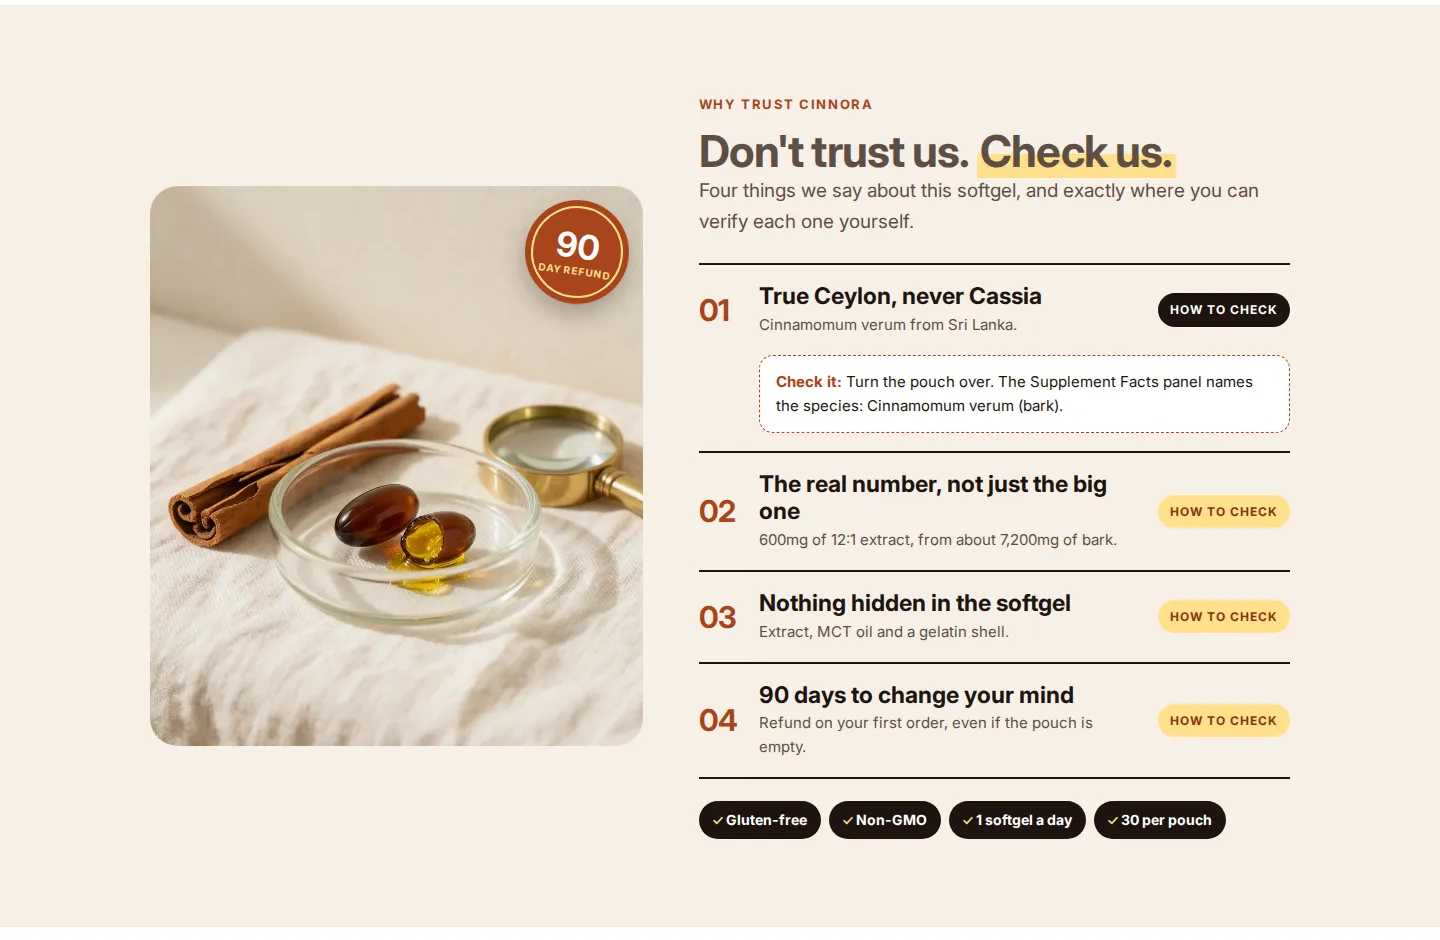 90
DAY REFUND
WHY TRUST CINNORA
Don't trust us. Check us.
Four things we say about this softgel, and exactly where you can
verify each one yourself.
01
True Ceylon, never Cassia
Cinnamomum verum from Sri Lanka.
HOW TO CHECK
Check it: Turn the pouch over. The Supplement Facts panel names
the species: Cinnamomum verum (bark).
02
The real number, not just the big
one
600mg of 12:1 extract, from about 7,200mg of bark.
HOW TO CHECK
03
Nothing hidden in the softgel
Extract, MCT oil and a gelatin shell.
HOW TO CHECK
04
90 days to change your mind
Refund on your first order, even if the pouch is
empty.
HOW TO CHECK
✓ Gluten-free
✓ Non-GMO
✓ 1 softgel a day
✓ 30 per pouch